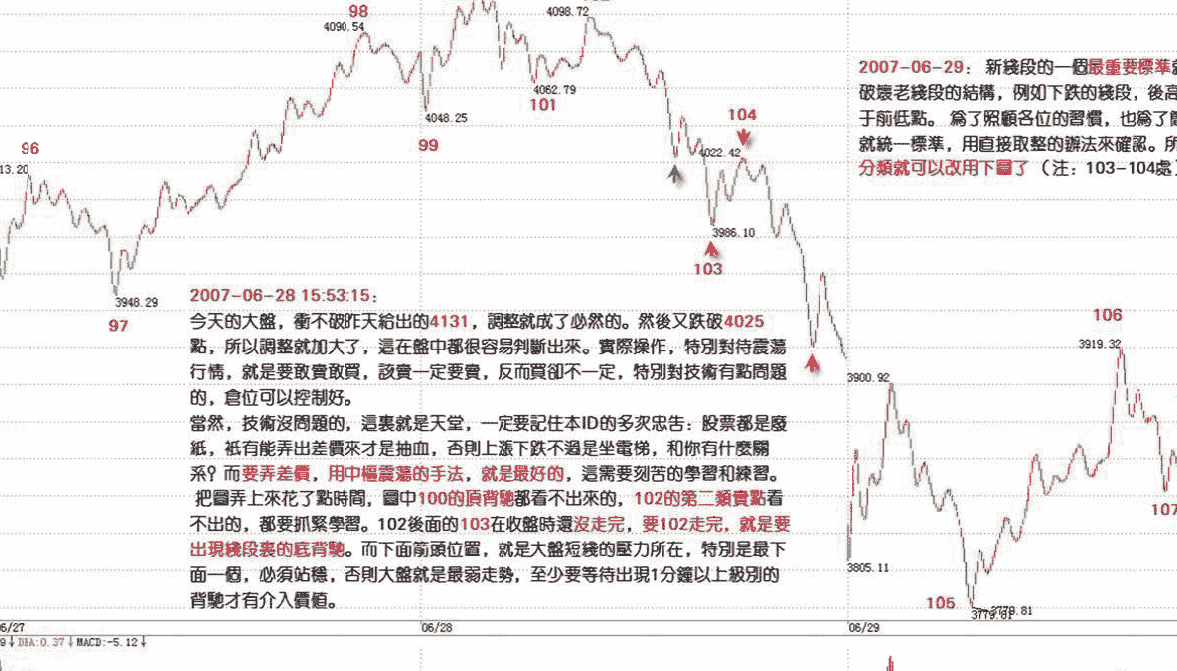 98
4090.54
4098.72
4062.79
101
4048.25
99
104
4022.42
96
13.20
3986.10
103
3948.29
97
2007-06-29：新綫段的一個最重要標準
破壞老綫段的結構，例如下跌的綫段，後高
于前低點。爲了照顧各位的習慣，也爲了
就統一標準，用直接取整的辦法來確認。所
分類就可以改用下圖了（注：103-104處
2007-06-28 15:53:15：
今天的大盤，衝不破昨天給出的4131，調整就成了必然的。然後又跌破4025
點，所以調整就加大了，這在盤中都很容易判斷出來。實際操作，特別對待震蕩
行情，就是要敢賣敢買，該賣一定要賣，反而買卻不一定，特別對技術有點問題
的，倉位可以控制好。
當然，技術沒問題的，這裏就是天堂，一定要記住本ID的多次忠告：股票都是廢
紙，衹有能弄出差價來才是抽血，否則上漲下跌不過是坐電梯，和你有什麼關
系？而要弄差價，用中樞震蕩的手法，就是最好的，這需要刻苦的學習和練習。
把圖弄上來花了點時間，圖中100的頂背馳都看不出來的，102的第二類賣點看
不出的，都要抓緊學習。102後面的103在收盤時還沒走完，要102走完，就是要
出現綫段裏的底背馳。而下面箭頭位置，就是大盤短綫的壓力所在，特別是最下
面一個，必須站穩，否則大盤就是最弱走勢，至少要等待出現1分鐘以上級別的
背馳才有介入價值。
106
3919.32
3900.92
107
3805.11
105
3779.81
3779.61
6/27
06/28
06/29
9↓DEA:0.37↓MACD:-5.12↓